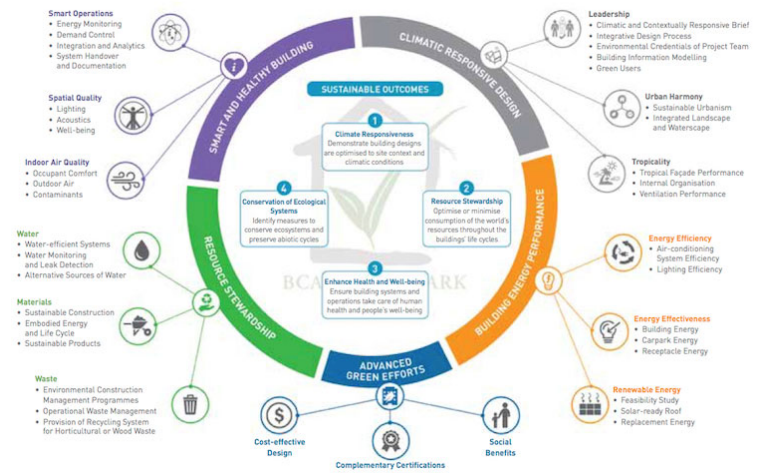 Smart Operations
• Energy Monitoring
• Demand Control
• Integration and Analytics
• System Handover
and Documentation
Spatial Quality
• Lighting
• Acoustics
• Well-being
Indoor Air Quality
• Occupant Comfort
• Outdoor Air
• Contaminants
Water
• Water-efficient Systems
• Water Monitoring
and Leak Detection
• Alternative Sources of Water
Materials
• Sustainable Construction
• Embodied Energy
and Life Cycle
• Sustainable Products
Waste
• Environmental Construction
Management Programmes
• Operational Waste Management
• Provision of Recycling System
for Horticultural or Wood Waste
SMART AND HEALTHY BUILDING
CLIMATIC RESPONSIVE DESIGN
RESOURCE STEWARDSHIP
BUILDING ENERGY PERFORMANCE
ADVANCED
GREEN EFFORTS
SUSTAINABLE OUTCOMES
1
Climate Responsiveness
Demonstrate building designs
are optimised to site context and
climatic conditions
2
Resource Stewardship
Optimise or minimise
consumption of the world's
resources throughout the
buildings' life cycles
3
Enhance Health and Well-being
Ensure building systems and
operations take care of human
health and people's well-being
4
Conservation of Ecological
Systems
Identify measures to
conserve ecosystems and
preserve abiotic cycles
Leadership
• Climatic and Contextually Responsive Brief
• Integrative Design Process
• Environmental Credentials of Project Team
• Building Information Modelling
• Green Users
Urban Harmony
• Sustainable Urbanism
• Integrated Landscape
and Waterscape
Tropicality
• Tropical Façade Performance
• Internal Organisation
• Ventilation Performance
Energy Efficiency
• Air-conditioning
System Efficiency
• Lighting Efficiency
Energy Effectiveness
• Building Energy
• Carpark Energy
• Receptacle Energy
Renewable Energy
• Feasibility Study
• Solar-ready Roof
• Replacement Energy
$
Cost-effective
Design
Complementary Certifications
Social
Benefits